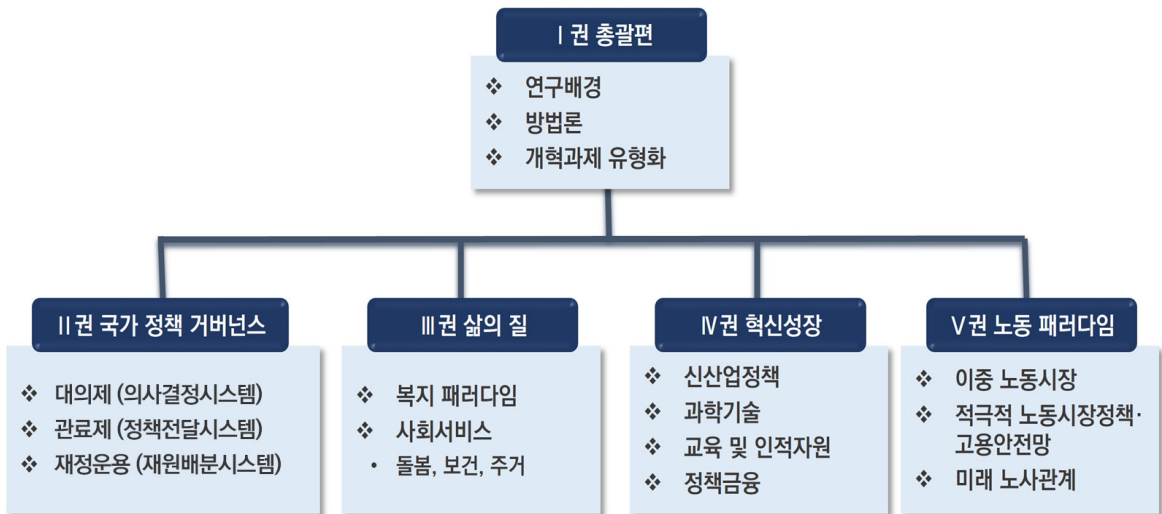 Ⅰ권 총괄편
❖ 연구배경
❖ 방법론
❖ 개혁과제 유형화
Ⅱ권 국가 정책 거버넌스
❖ 대의제 (의사결정시스템)
❖ 관료제 (정책전달시스템)
❖ 재정운용 (재원배분시스템)
Ⅲ권 삶의 질
❖ 복지 패러다임
❖ 사회서비스
• 돌봄, 보건, 주거
Ⅳ권 혁신성장
❖ 신산업정책
❖ 과학기술
❖ 교육 및 인적자원
❖ 정책금융
Ⅴ권 노동 패러다임
❖ 이중 노동시장
❖ 적극적 노동시장정책·
고용안전망
❖ 미래 노사관계